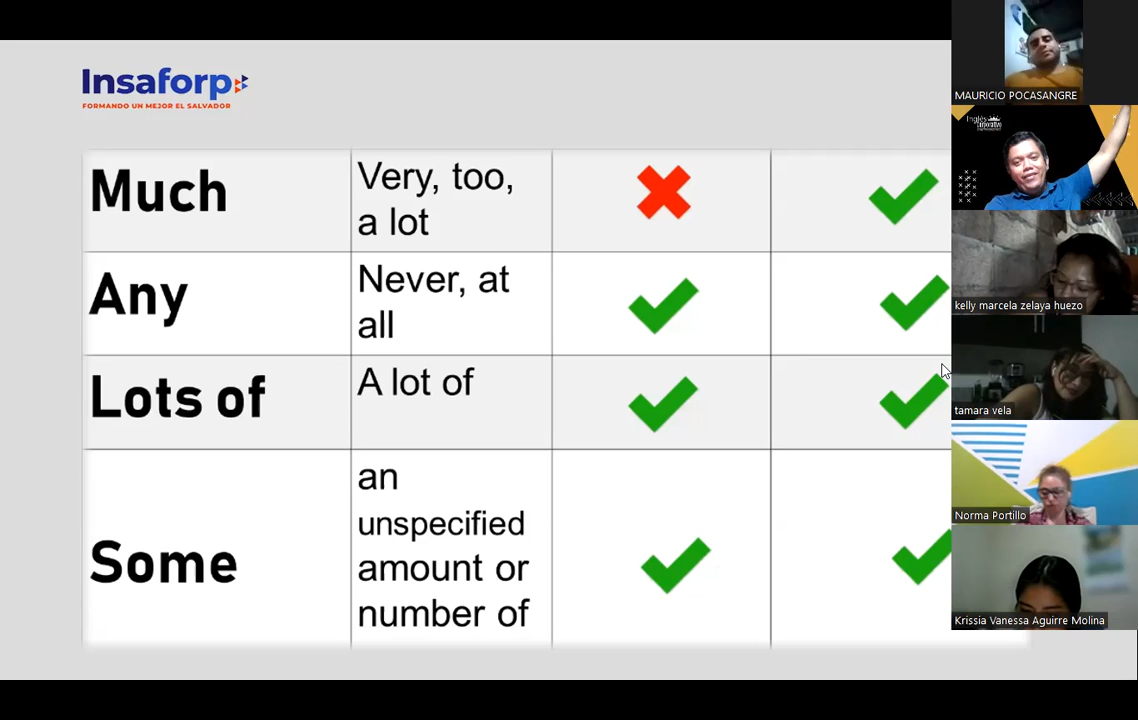 Insaforp
FORMANDO UN MEJOR EL SALVADOR
Much
Very, too,
a lot
Any
Never, at
all
Lots of
A lot of
Some
an
unspecified
amount or
number of
MAURICIO POCASANGRE
Inglés
kelly marcela zelaya huezo
tamara vela
Norma Portillo
Krissia Vanessa Aguirre Molina